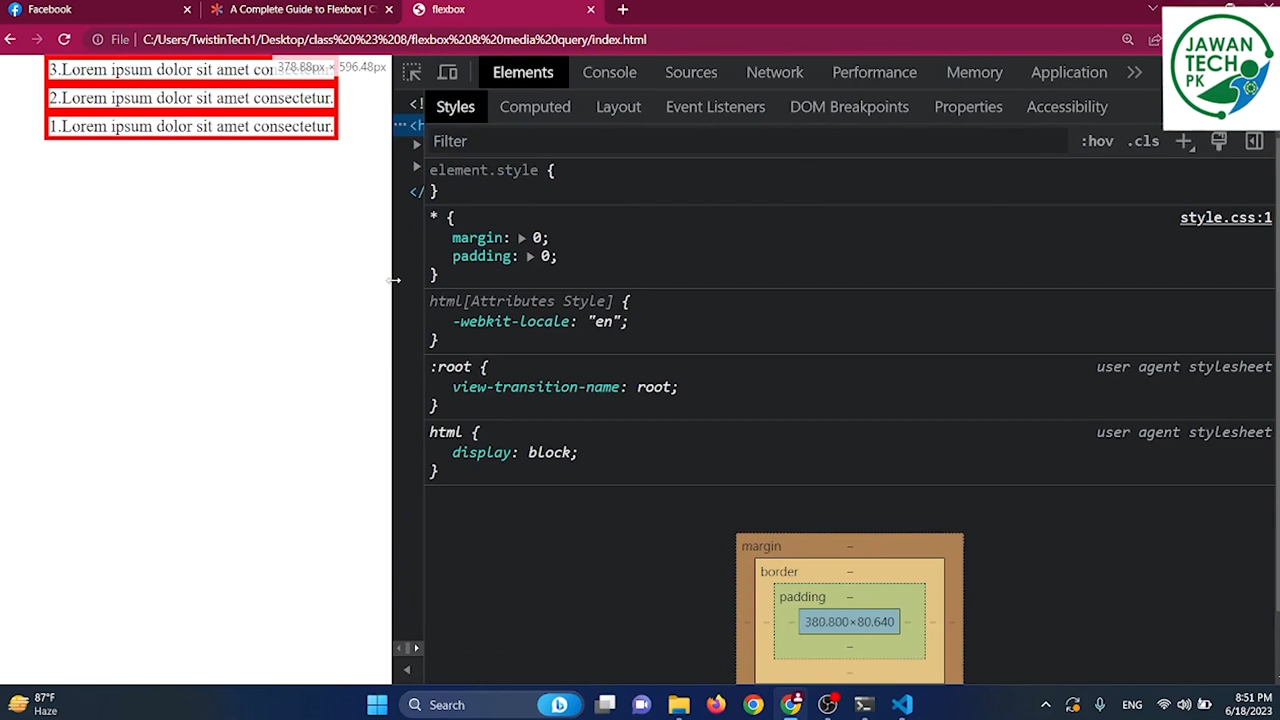 Facebook
A Complete Guide to Flexbox | C
flexbox
File
C:/Users/TwistinTech1/Desktop/class%20%23%208/flexbox%20&%20media%20query/index.html
JAWAN
TECH
PK
3.Lorem ipsum dolor sit amet con
378.88px × 596.48px
2.Lorem ipsum dolor sit amet consectetur.
1.Lorem ipsum dolor sit amet consectetur.
Elements Console Sources Network Performance Memory Application
Styles Computed Layout Event Listeners DOM Breakpoints Properties Accessibility
<!
Filter
:hov .cls
··· <h
</
element.style {
}
* {
style.css:1
margin: 0;
padding: 0;
}
html[Attributes Style] {
-webkit-locale: "en";
}
:root {
user agent stylesheet
view-transition-name: root;
}
html {
user agent stylesheet
display: block;
}
margin –
border –
padding –
380.800×80.640
87°F
Haze
Search
ENG
8:51 PM
6/18/2023